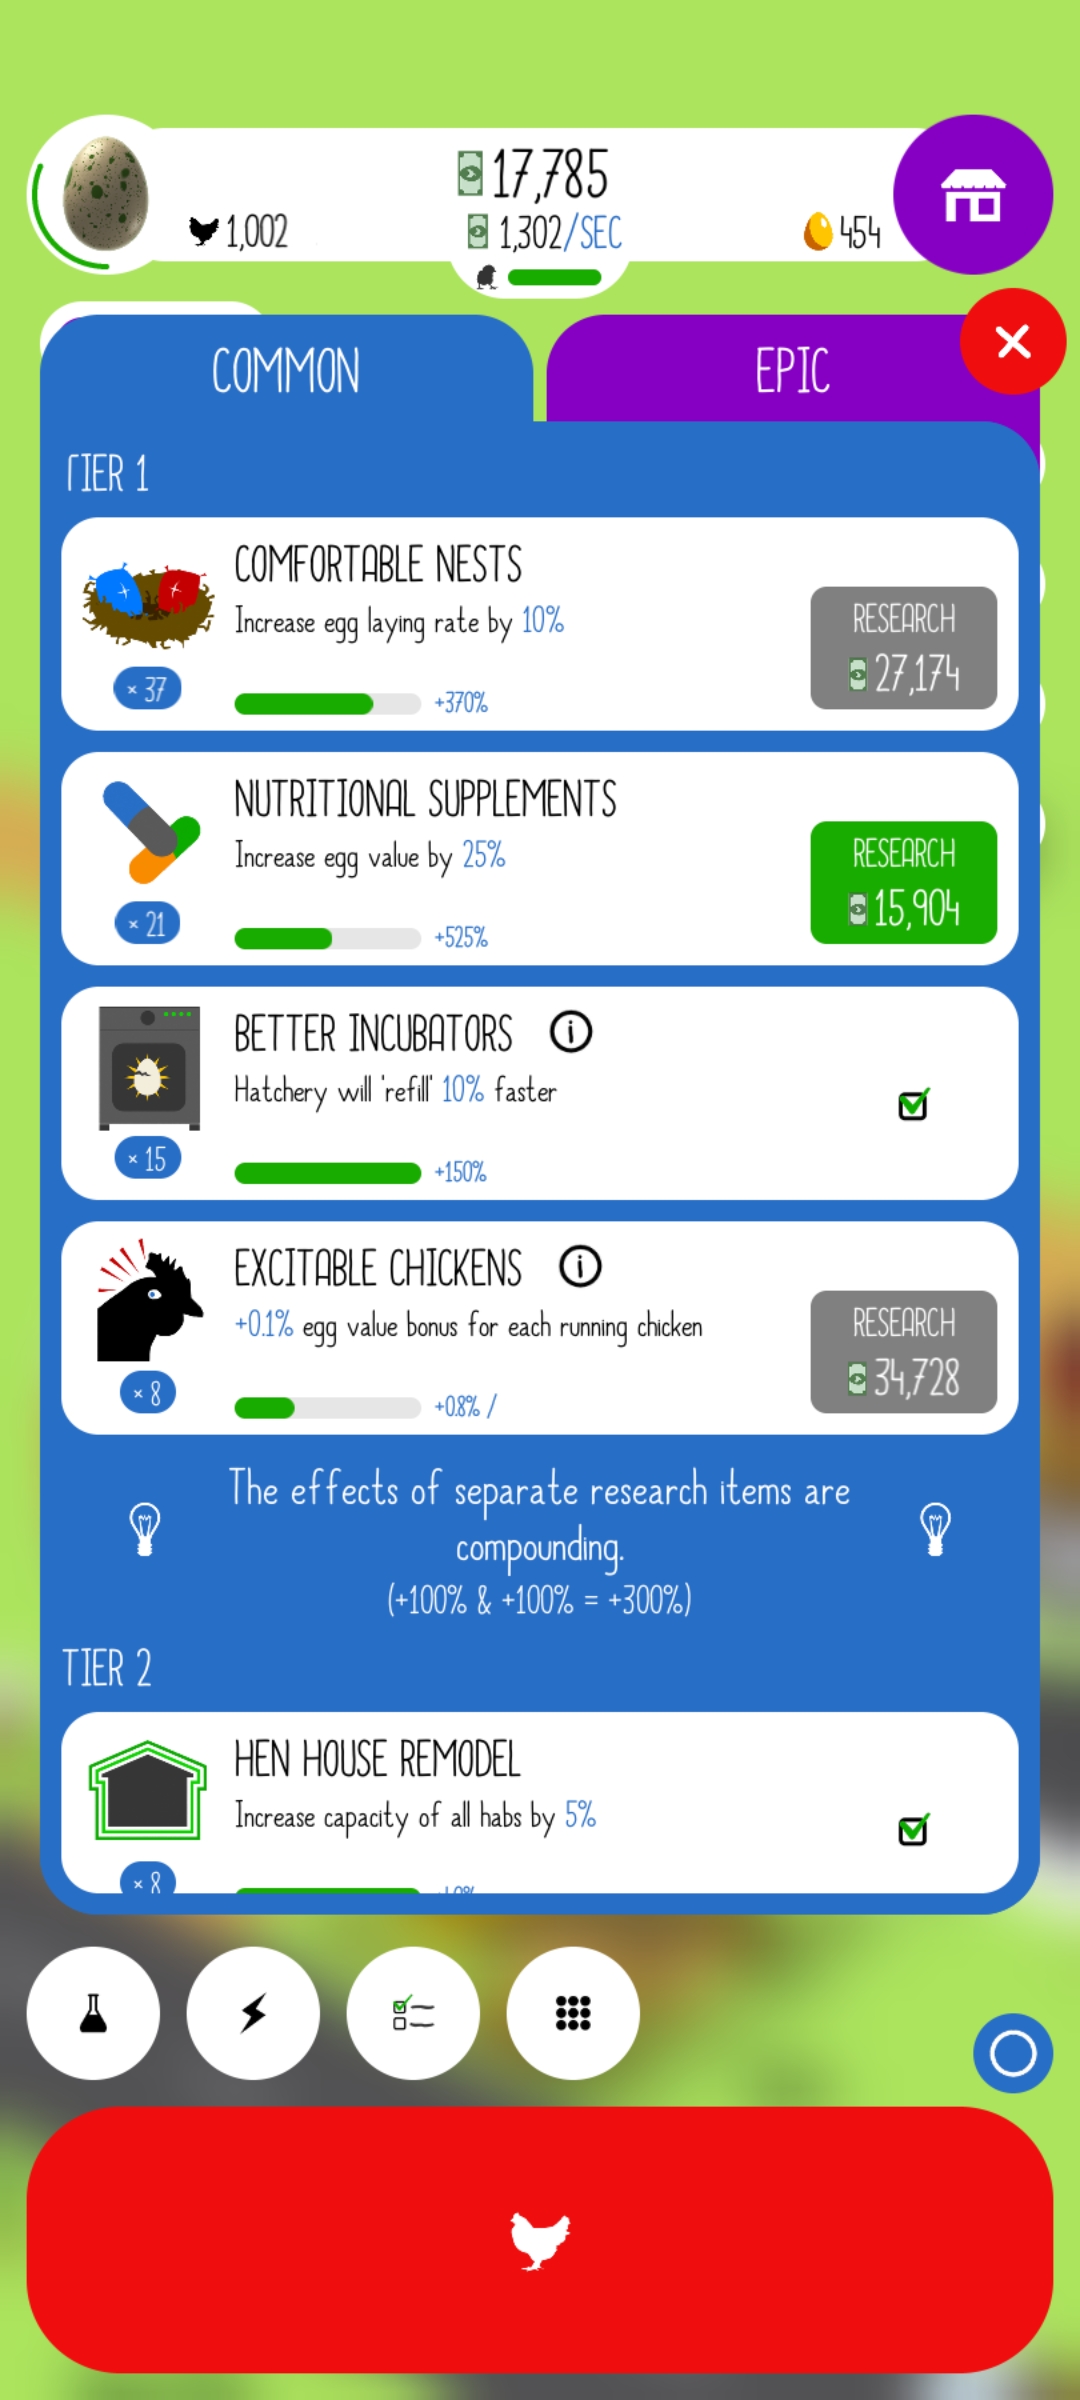 17,785
1,002
1,302/SEC
454
COMMON
EPIC
TIER 1
COMFORTABLE NESTS
Increase egg laying rate by 10%
RESEARCH
27,174
× 37
+370%
NUTRITIONAL SUPPLEMENTS
Increase egg value by 25%
RESEARCH
15,904
× 21
+525%
BETTER INCUBATORS
Hatchery will 'refill' 10% faster
× 15
+150%
EXCITABLE CHICKENS
+0.1% egg value bonus for each running chicken
RESEARCH
34,728
× 8
+0.8% /
The effects of separate research items are
compounding.
(+100% & +100% = +300%)
TIER 2
HEN HOUSE REMODEL
Increase capacity of all habs by 5%
× 8